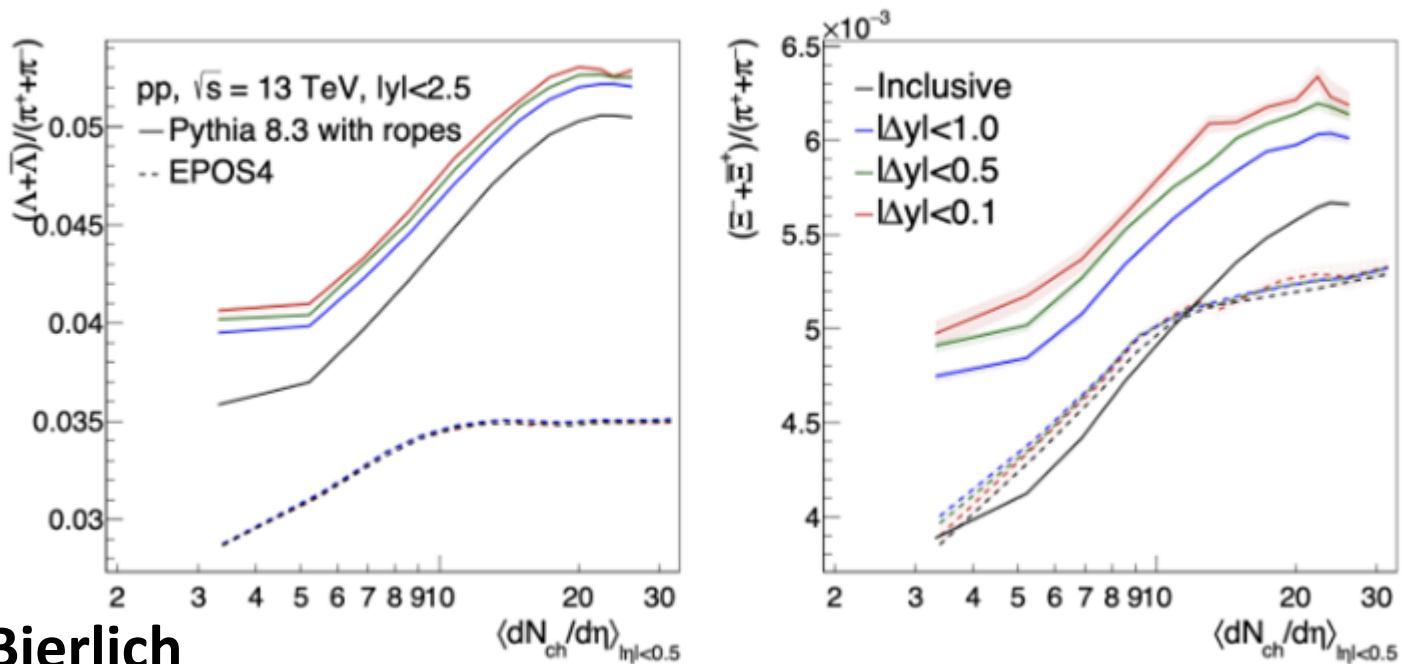 (Λ+Λ̅)/(π⁺+π⁻)
pp, √s = 13 TeV, |y|<2.5
— Pythia 8.3 with ropes
-- EPOS4
0.05
0.045
0.04
0.035
0.03
2 3 4 5 6 7 8 9 10 20 30
⟨dN_ch/dη⟩_|η|<0.5
Bierlich
×10⁻³
(Ξ⁻+Ξ̅⁺)/(π⁺+π⁻)
— Inclusive
— |Δy|<1.0
— |Δy|<0.5
— |Δy|<0.1
6.5
6
5.5
5
4.5
4
2 3 4 5 6 7 8 9 10 20 30
⟨dN_ch/dη⟩_|η|<0.5